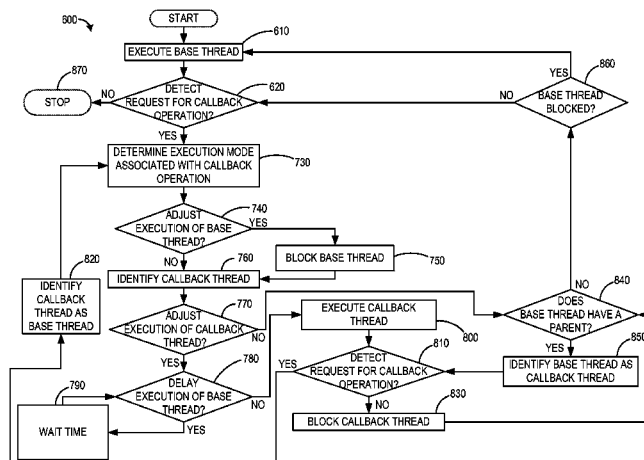 600
START
610
EXECUTE BASE THREAD
870
STOP
NO
620
DETECT
REQUEST FOR CALLBACK
OPERATION?
NO
YES
860
BASE THREAD
BLOCKED?
YES
730
DETERMINE EXECUTION MODE
ASSOCIATED WITH CALLBACK
OPERATION
740
ADJUST
EXECUTION OF BASE
THREAD?
YES
NO
750
BLOCK BASE THREAD
820
IDENTIFY
CALLBACK
THREAD AS
BASE THREAD
760
IDENTIFY CALLBACK THREAD
770
ADJUST
EXECUTION OF CALLBACK
THREAD?
NO
YES
780
DELAY
EXECUTION OF BASE
THREAD?
NO
YES
790
WAIT TIME
EXECUTE CALLBACK
THREAD
800
810
DETECT
REQUEST FOR CALLBACK
OPERATION?
YES
NO
830
BLOCK CALLBACK THREAD
NO
840
DOES
BASE THREAD HAVE A
PARENT?
YES
850
IDENTIFY BASE THREAD AS
CALLBACK THREAD